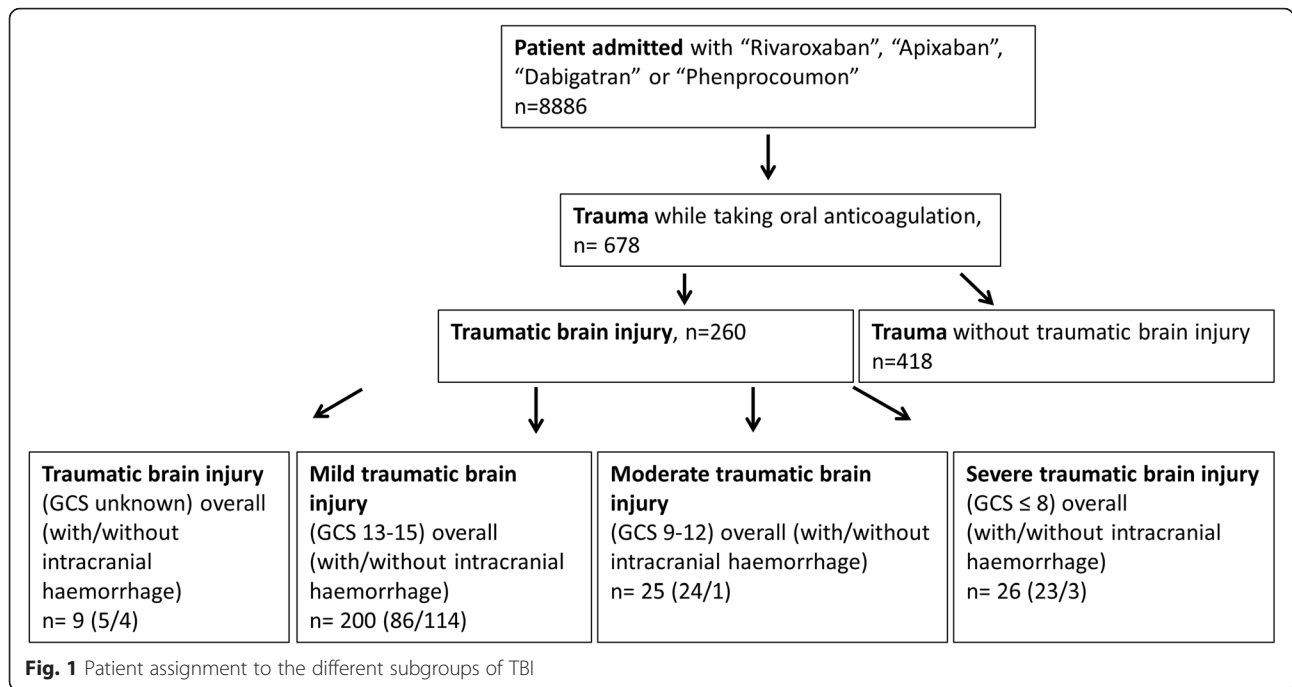 Patient admitted with “Rivaroxaban”, “Apixaban”,
“Dabigatran” or “Phenprocoumon”
n=8886
Trauma while taking oral anticoagulation,
n= 678
Traumatic brain injury, n=260
Trauma without traumatic brain injury
n=418
Traumatic brain injury
(GCS unknown) overall
(with/without
intracranial
haemorrhage)
n= 9 (5/4)
Mild traumatic brain
injury
(GCS 13-15) overall
(with/without intracranial
haemorrhage)
n= 200 (86/114)
Moderate traumatic brain
injury
(GCS 9-12) overall (with/without
intracranial haemorrhage)
n= 25 (24/1)
Severe traumatic brain injury
(GCS ≤ 8) overall
(with/without intracranial
haemorrhage)
n= 26 (23/3)
Fig. 1 Patient assignment to the different subgroups of TBI